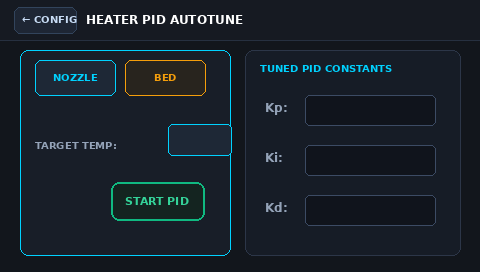 ← CONFIG
HEATER PID AUTOTUNE
NOZZLE
BED
TARGET TEMP:
START PID
TUNED PID CONSTANTS
Kp:
Ki:
Kd: